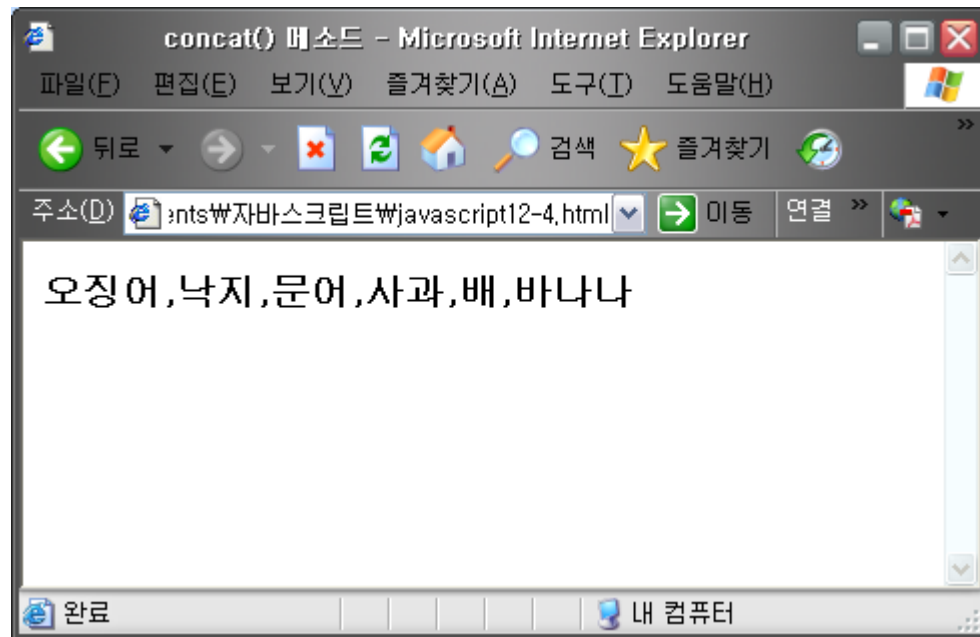 concat() 메소드 - Microsoft Internet Explorer
파일(F) 편집(E) 보기(V) 즐겨찾기(A) 도구(T) 도움말(H)
뒤로 검색 즐겨찾기 »
주소(D) ents₩자바스크립트₩javascript12-4.html 이동 연결 »
오징어,낙지,문어,사과,배,바나나
완료 내 컴퓨터